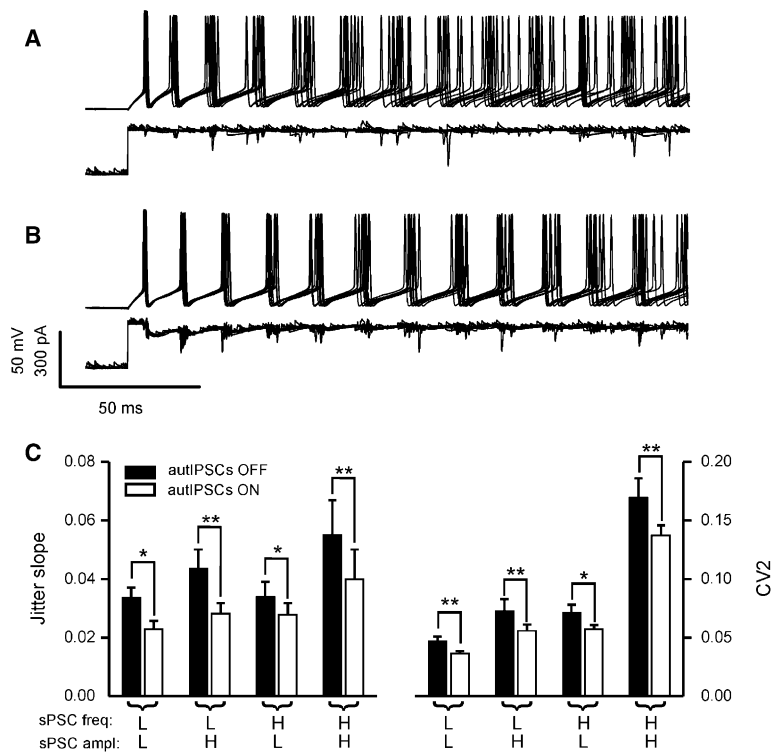 A
B
50 mV
300 pA
50 ms
C
autIPSCs OFF
autIPSCs ON
Jitter slope
0.08
0.06
0.04
0.02
0.00
* ** * **
** ** * **
0.20
0.15
0.10
0.05
0.00
CV2
sPSC freq: L L H H L L H H
sPSC ampl: L H L H L H L H